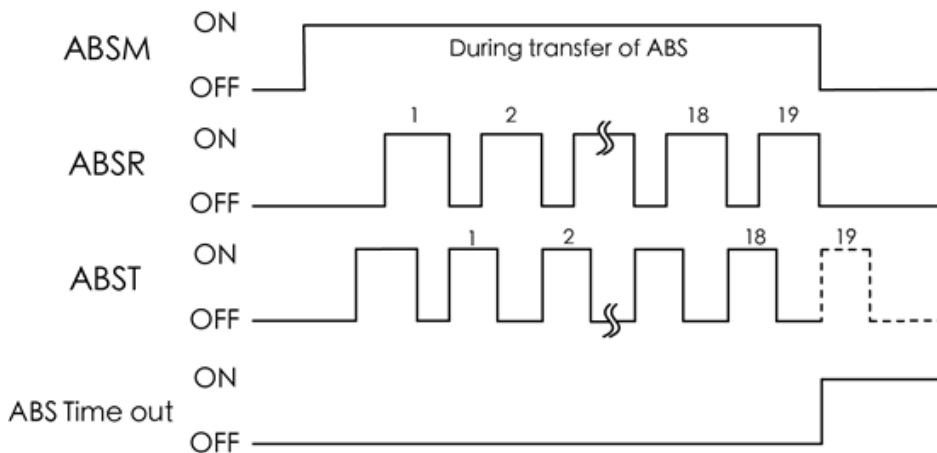 ON
ABSM
During transfer of ABS
OFF
1 2 18 19
ON
ABSR
OFF
1 2 18 19
ON
ABST
OFF
ON
ABS Time out
OFF